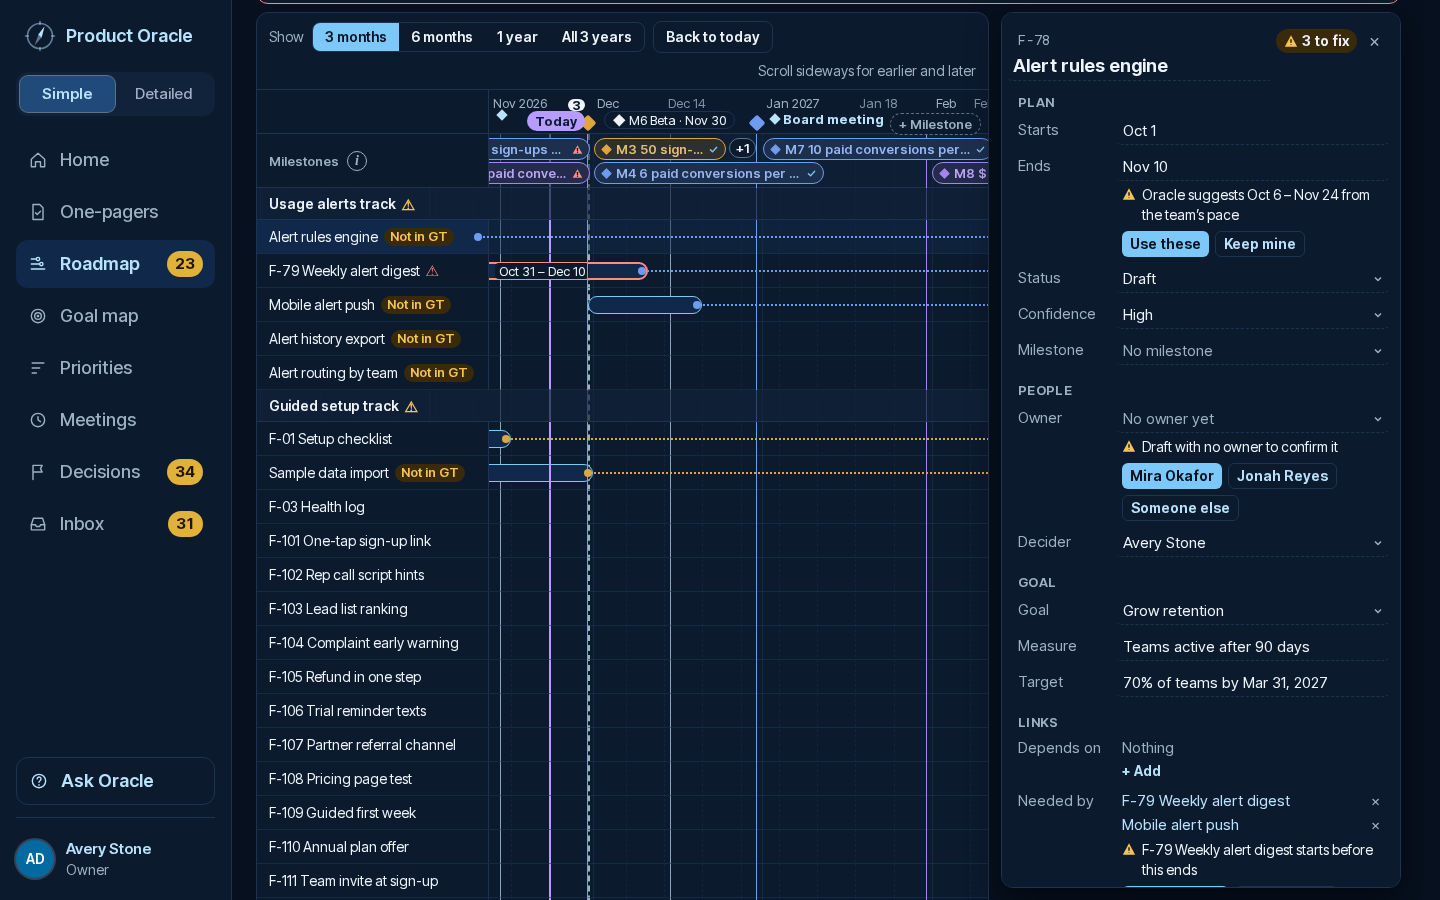 Product Oracle
Simple
Detailed
Home
One-pagers
Roadmap
23
Goal map
Priorities
Meetings
Decisions
34
Inbox
31
Ask Oracle
AD
Avery Stone
Owner
Show
3 months
6 months
1 year
All 3 years
Back to today
Scroll sideways for earlier and later
Nov 2026
3
Dec
Dec 14
Jan 2027
Jan 18
Feb
Fe
Today
M6 Beta · Nov 30
Board meeting
+ Milestone
Milestones
i
sign-ups ...
M3 50 sign-...
+1
M7 10 paid conversions per...
paid conve...
M4 6 paid conversions per ...
M8 $
Usage alerts track
Alert rules engine
Not in GT
F-79 Weekly alert digest
Oct 31 – Dec 10
Mobile alert push
Not in GT
Alert history export
Not in GT
Alert routing by team
Not in GT
Guided setup track
F-01 Setup checklist
Sample data import
Not in GT
F-03 Health log
F-101 One-tap sign-up link
F-102 Rep call script hints
F-103 Lead list ranking
F-104 Complaint early warning
F-105 Refund in one step
F-106 Trial reminder texts
F-107 Partner referral channel
F-108 Pricing page test
F-109 Guided first week
F-110 Annual plan offer
F-111 Team invite at sign-up
F-78
3 to fix
×
Alert rules engine
PLAN
Starts
Oct 1
Ends
Nov 10
Oracle suggests Oct 6 – Nov 24 from
the team's pace
Use these
Keep mine
Status
Draft
Confidence
High
Milestone
No milestone
PEOPLE
Owner
No owner yet
Draft with no owner to confirm it
Mira Okafor
Jonah Reyes
Someone else
Decider
Avery Stone
GOAL
Goal
Grow retention
Measure
Teams active after 90 days
Target
70% of teams by Mar 31, 2027
LINKS
Depends on
Nothing
+ Add
Needed by
F-79 Weekly alert digest
×
Mobile alert push
×
F-79 Weekly alert digest starts before
this ends